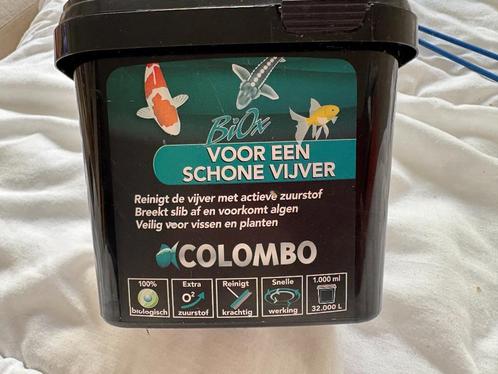 BiOx
VOOR EEN
SCHONE VIJVER
Reinigt de vijver met actieve zuurstof
Breekt slib af en voorkomt algen
Veilig voor vissen en planten
COLOMBO
100%
biologisch
Extra
O²
zuurstof
Reinigt
krachtig
Snelle
werking
1.000 ml
32.000 L